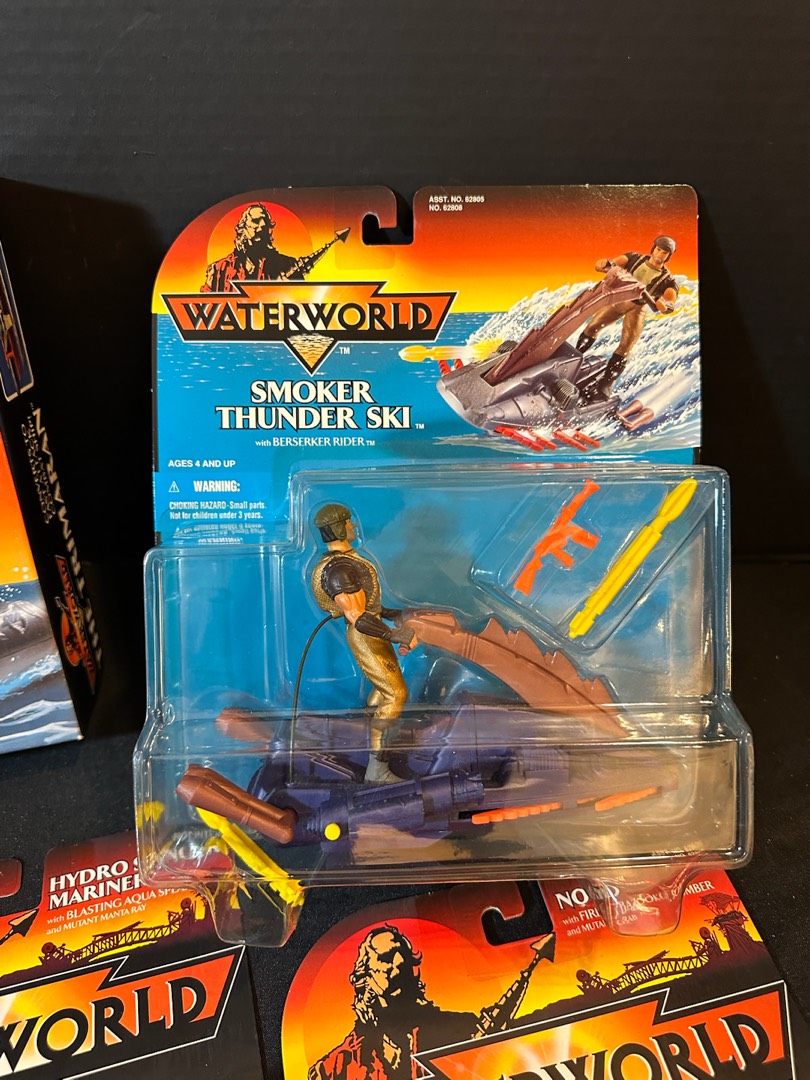 ASST. NO. 62805
NO. 62808
WATERWORLD
TM
SMOKER
THUNDER SKI TM
with BERSERKER RIDER TM
AGES 4 AND UP
WARNING:
CHOKING HAZARD-Small parts.
Not for children under 3 years.
HYDRO
MARINER
with BLASTING AQUA
and MUTANT MANTA RAY
WORLD
NO
with
and
WORLD